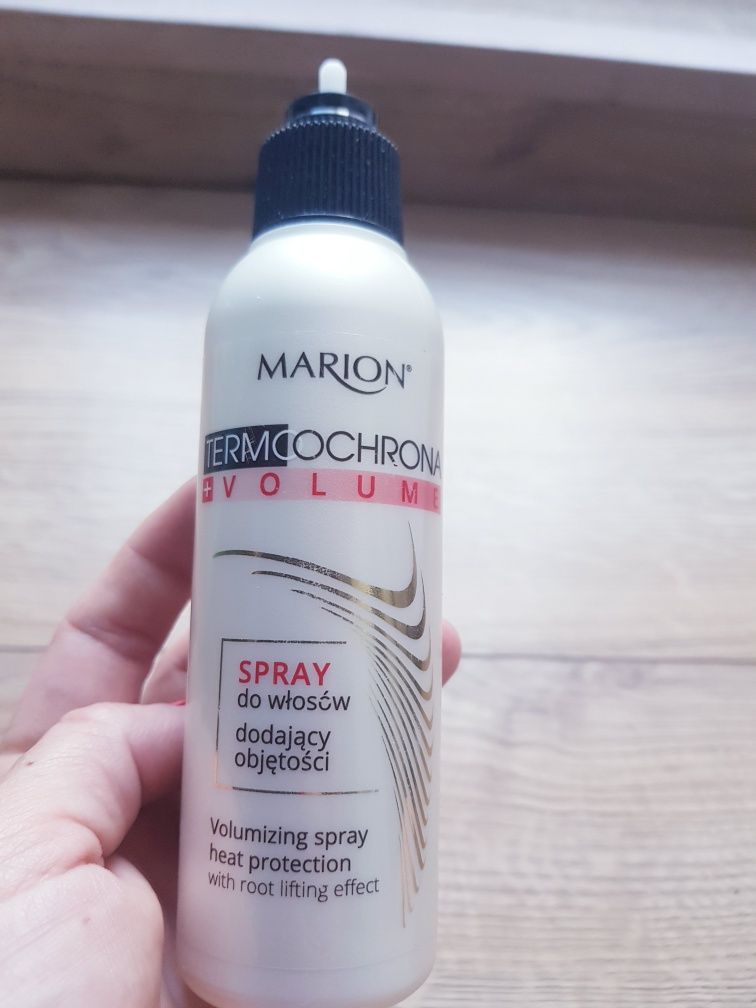 MARION®
TERMOOCHRONA
+VOLUME
SPRAY
do włosów
dodający
objętości
Volumizing spray
heat protection
with root lifting effect